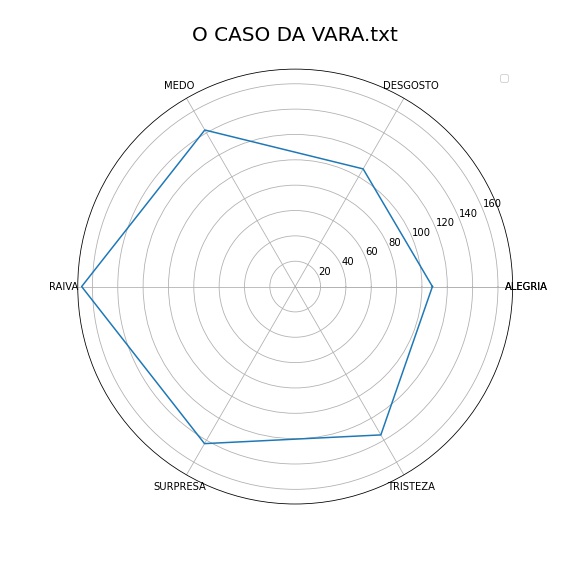 O CASO DA VARA.txt
MEDO
DESGOSTO
160
140
120
100
80
60
40
20
RAIVA
ALEGRIA
SURPRESA
TRISTEZA